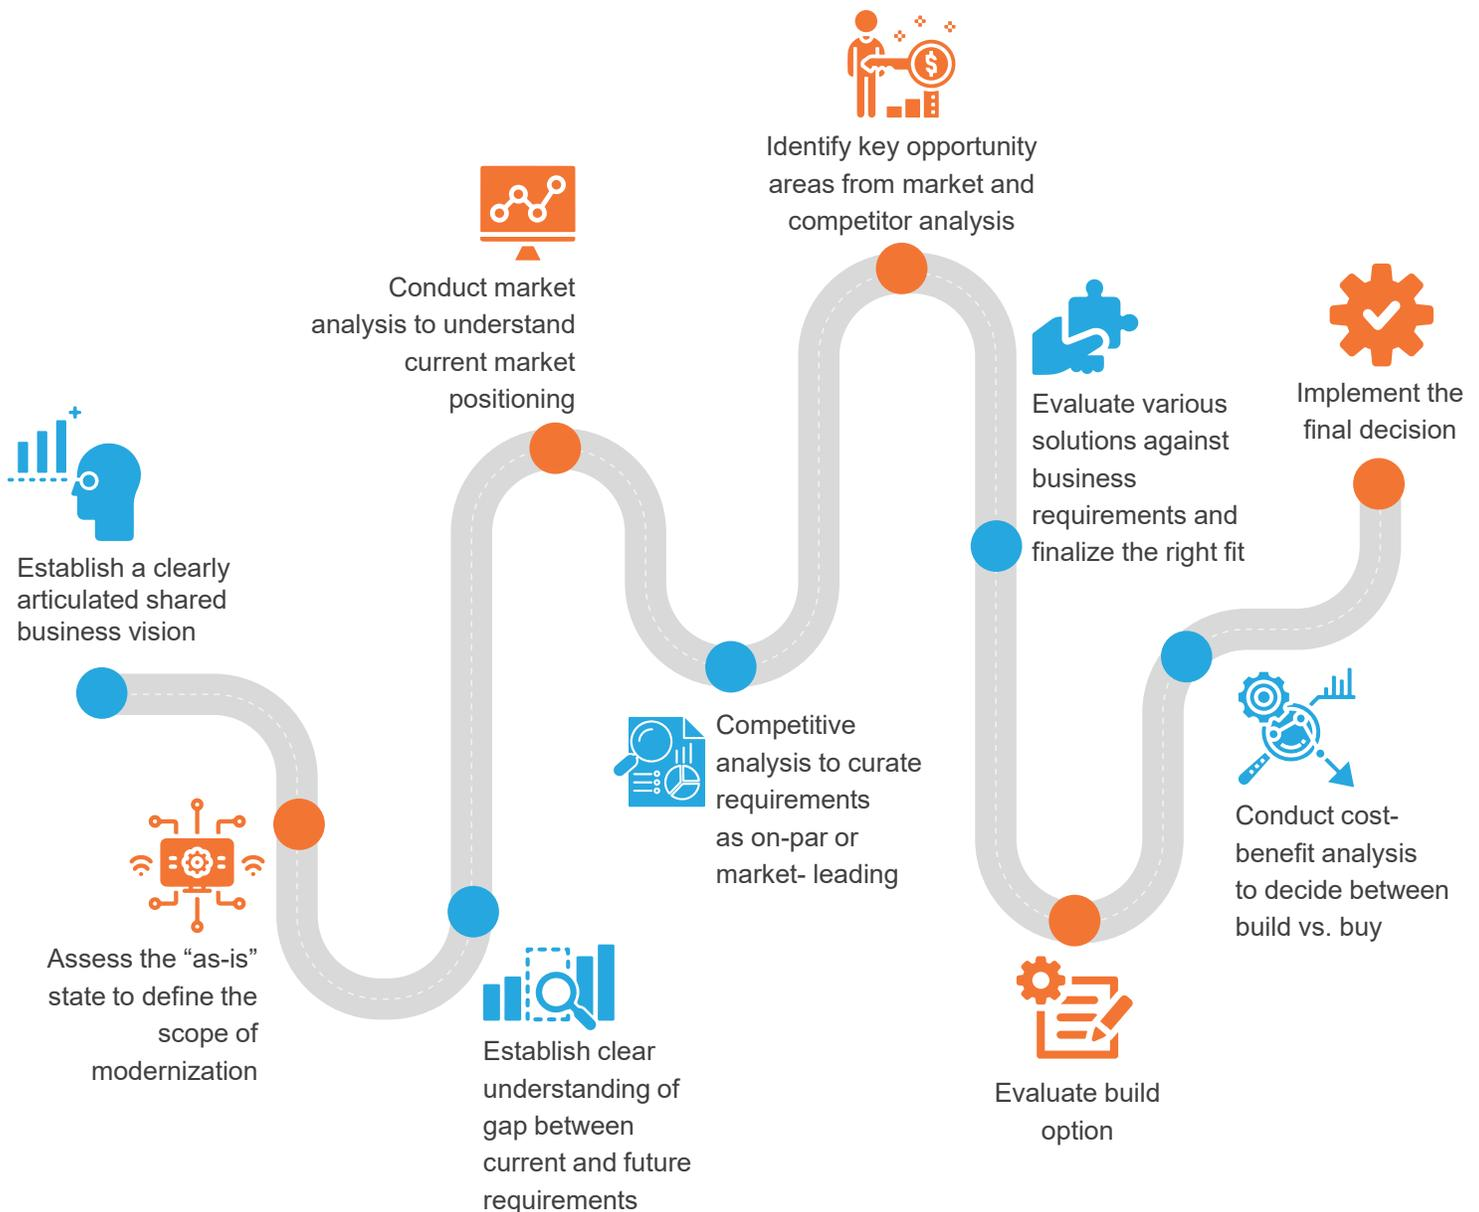 Establish a clearly
articulated shared
business vision
Assess the “as-is”
state to define the
scope of
modernization
Establish clear
understanding of
gap between
current and future
requirements
Conduct market
analysis to understand
current market
positioning
Competitive
analysis to curate
requirements
as on-par or
market- leading
Identify key opportunity
areas from market and
competitor analysis
Evaluate various
solutions against
business
requirements and
finalize the right fit
Evaluate build
option
Conduct cost-
benefit analysis
to decide between
build vs. buy
Implement the
final decision